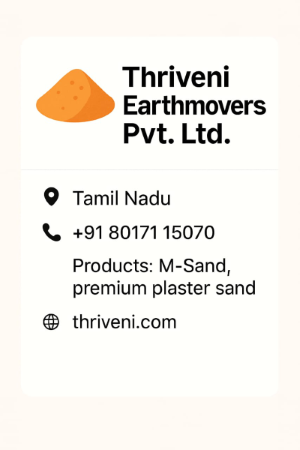 Thriveni
Earthmovers
Pvt. Ltd.
Tamil Nadu
+91 80171 15070
Products: M-Sand,
premium plaster sand
thriveni.com